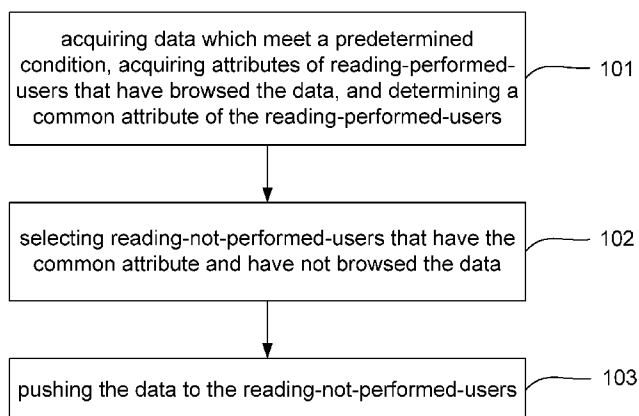 acquiring data which meet a predetermined
condition, acquiring attributes of reading-performed-
users that have browsed the data, and determining a
common attribute of the reading-performed-users
101
selecting reading-not-performed-users that have the
common attribute and have not browsed the data
102
pushing the data to the reading-not-performed-users
103